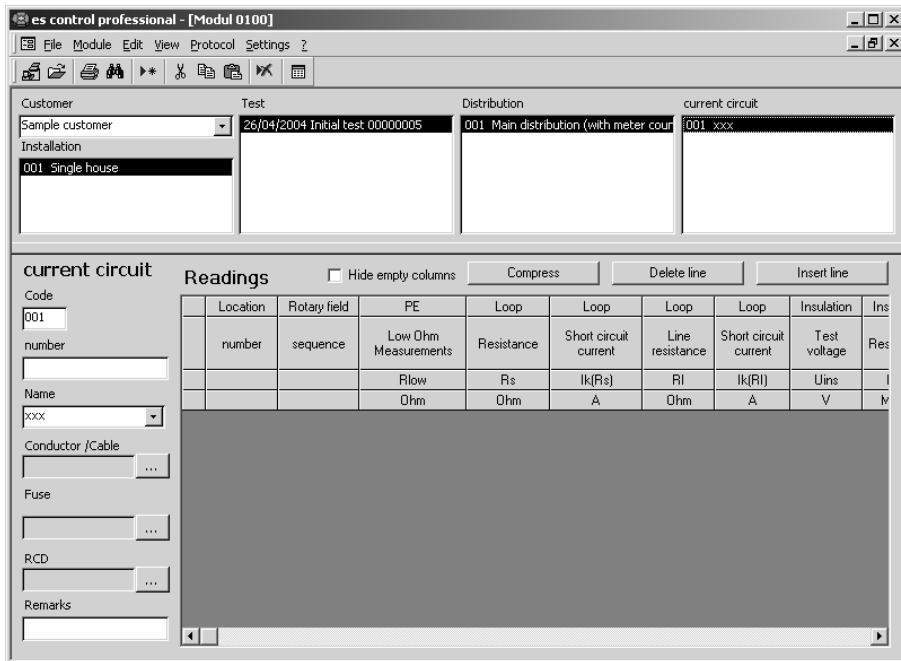 es control professional - [Modul 0100]
File Module Edit View Protocol Settings ?
Customer Test Distribution current circuit
Sample customer 26/04/2004 Initial test 00000005 001 Main distribution (with meter cour 001 xxx
Installation
001 Single house
current circuit
Readings Hide empty columns Compress Delete line Insert line
Code
001
number
Name
xxx
Conductor /Cable
...
Fuse
...
RCD
...
Remarks
Location Rotary field PE Loop Loop Loop Loop Insulation Ins
number sequence Low Ohm Measurements Resistance Short circuit current Line resistance Short circuit current Test voltage Res
Rlow Rs Ik(Rs) Rl Ik(Rl) Uins
Ohm Ohm A Ohm A V M